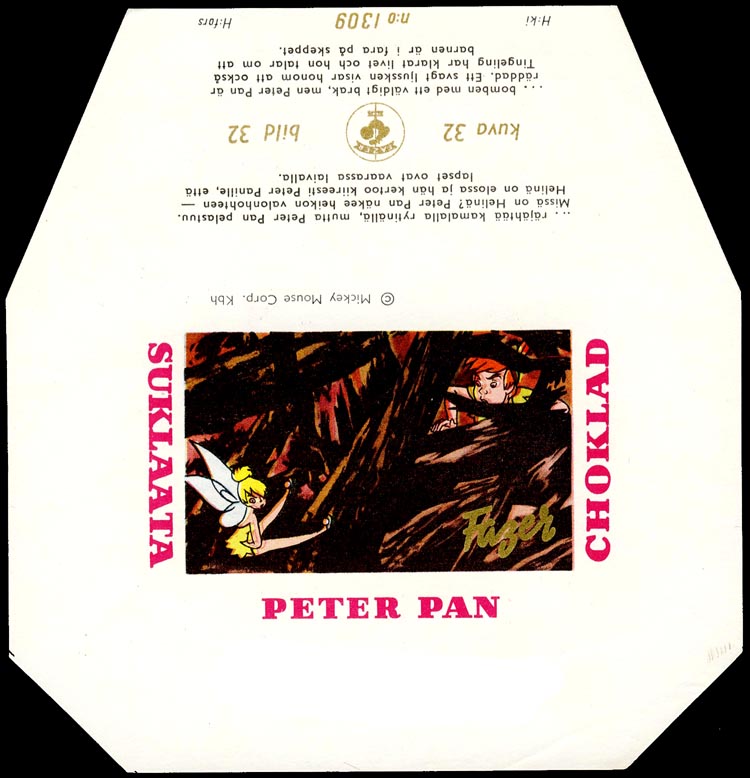 H:ki n:o 1309 H:fors
... bomben med ett väldigt brak, men Peter Pan är
räddad. Ett svagt ljussken visar honom att också
Tingeling har klarat livet och hon talar om att
barnen är i fara på skeppet.
kuva 32 FAZER bild 32
... räjähtää kamalalla rytinällä, mutta Peter Pan pelastuu.
Missä on Helinä? Peter Pan näkee heikon valonhohteen —
Helinä on elossa ja hän kertoo kiireesti Peter Panille, että
lapset ovat vaarassa laivalla.
© Mickey Mouse Corp. Kbh
SUKLAATA
CHOKLAD
Fazer
PETER PAN